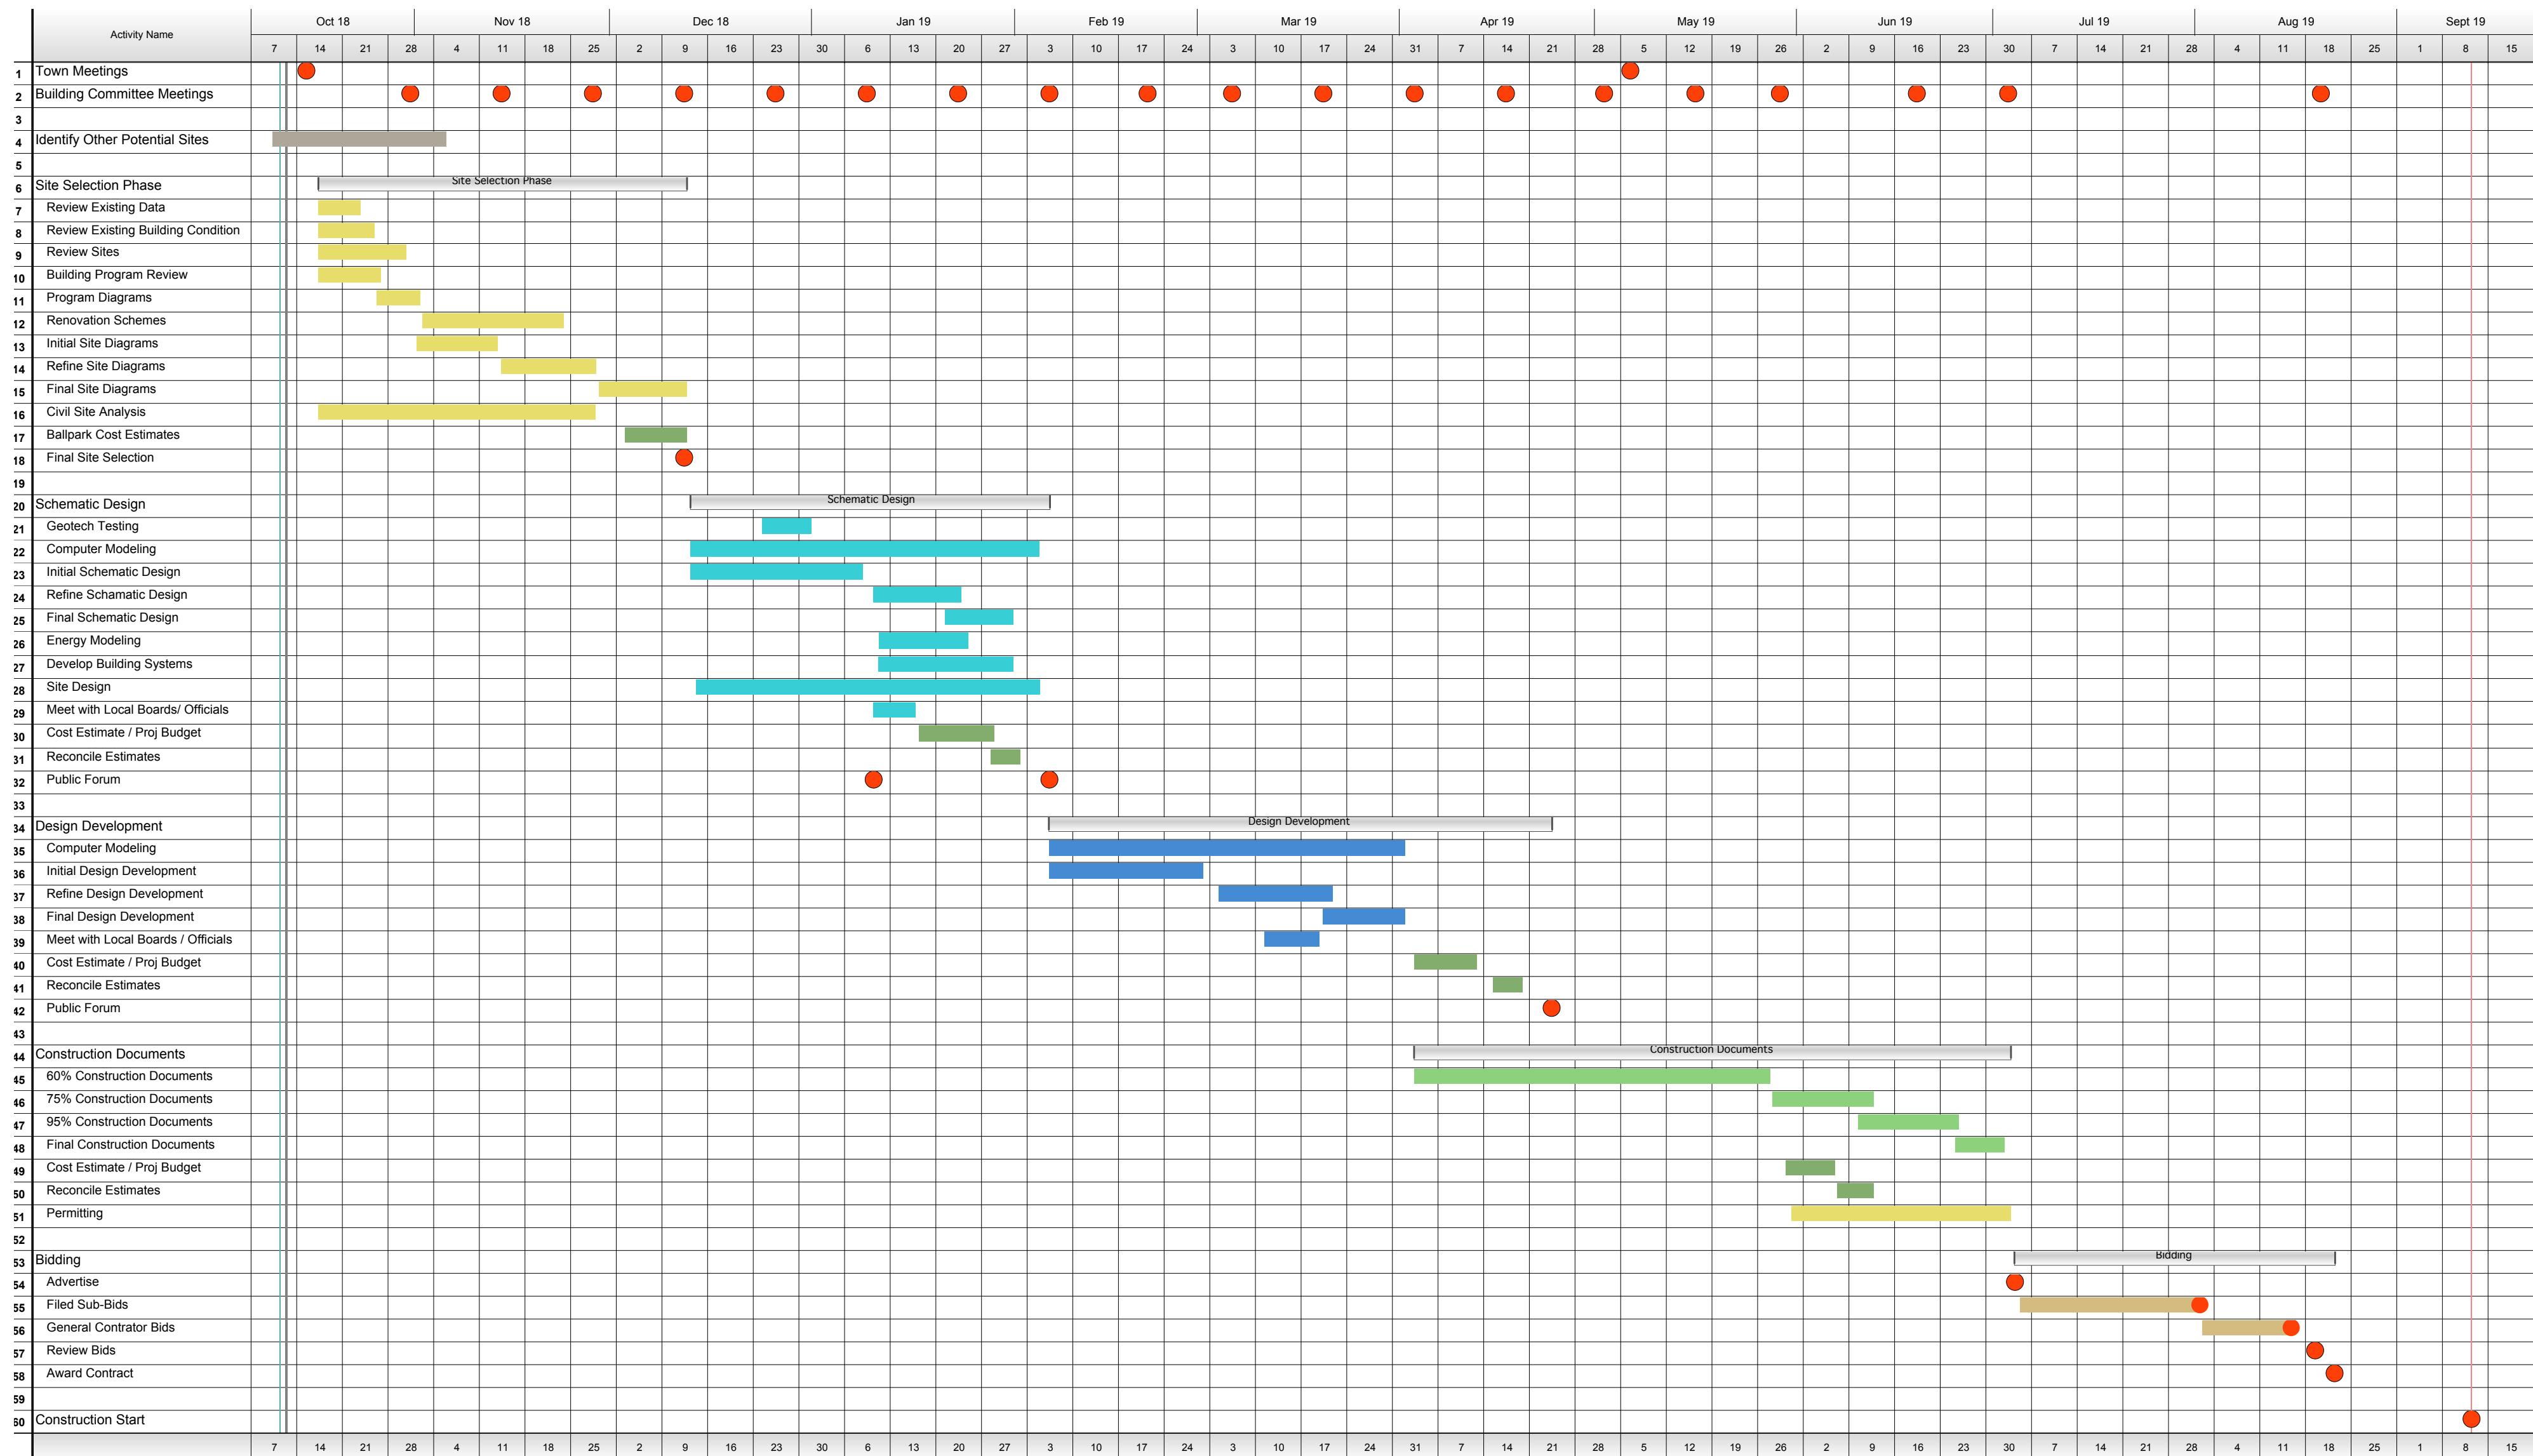 Activity Name
Oct 18 Nov 18 Dec 18 Jan 19 Feb 19 Mar 19 Apr 19 May 19 Jun 19 Jul 19 Aug 19 Sept 19
7 14 21 28 4 11 18 25 2 9 16 23 30 6 13 20 27 3 10 17 24 3 10 17 24 31 7 14 21 28 5 12 19 26 2 9 16 23 30 7 14 21 28 4 11 18 25 1 8 15
1 Town Meetings
2 Building Committee Meetings
3
4 Identify Other Potential Sites
5
6 Site Selection Phase Site Selection Phase
7 Review Existing Data
8 Review Existing Building Condition
9 Review Sites
10 Building Program Review
11 Program Diagrams
12 Renovation Schemes
13 Initial Site Diagrams
14 Refine Site Diagrams
15 Final Site Diagrams
16 Civil Site Analysis
17 Ballpark Cost Estimates
18 Final Site Selection
19
20 Schematic Design Schematic Design
21 Geotech Testing
22 Computer Modeling
23 Initial Schematic Design
24 Refine Schamatic Design
25 Final Schematic Design
26 Energy Modeling
27 Develop Building Systems
28 Site Design
29 Meet with Local Boards/ Officials
30 Cost Estimate / Proj Budget
31 Reconcile Estimates
32 Public Forum
33
34 Design Development Design Development
35 Computer Modeling
36 Initial Design Development
37 Refine Design Development
38 Final Design Development
39 Meet with Local Boards / Officials
40 Cost Estimate / Proj Budget
41 Reconcile Estimates
42 Public Forum
43
44 Construction Documents Construction Documents
45 60% Construction Documents
46 75% Construction Documents
47 95% Construction Documents
48 Final Construction Documents
49 Cost Estimate / Proj Budget
50 Reconcile Estimates
51 Permitting
52
53 Bidding Bidding
54 Advertise
55 Filed Sub-Bids
56 General Contrator Bids
57 Review Bids
58 Award Contract
59
60 Construction Start
7 14 21 28 4 11 18 25 2 9 16 23 30 6 13 20 27 3 10 17 24 3 10 17 24 31 7 14 21 28 5 12 19 26 2 9 16 23 30 7 14 21 28 4 11 18 25 1 8 15